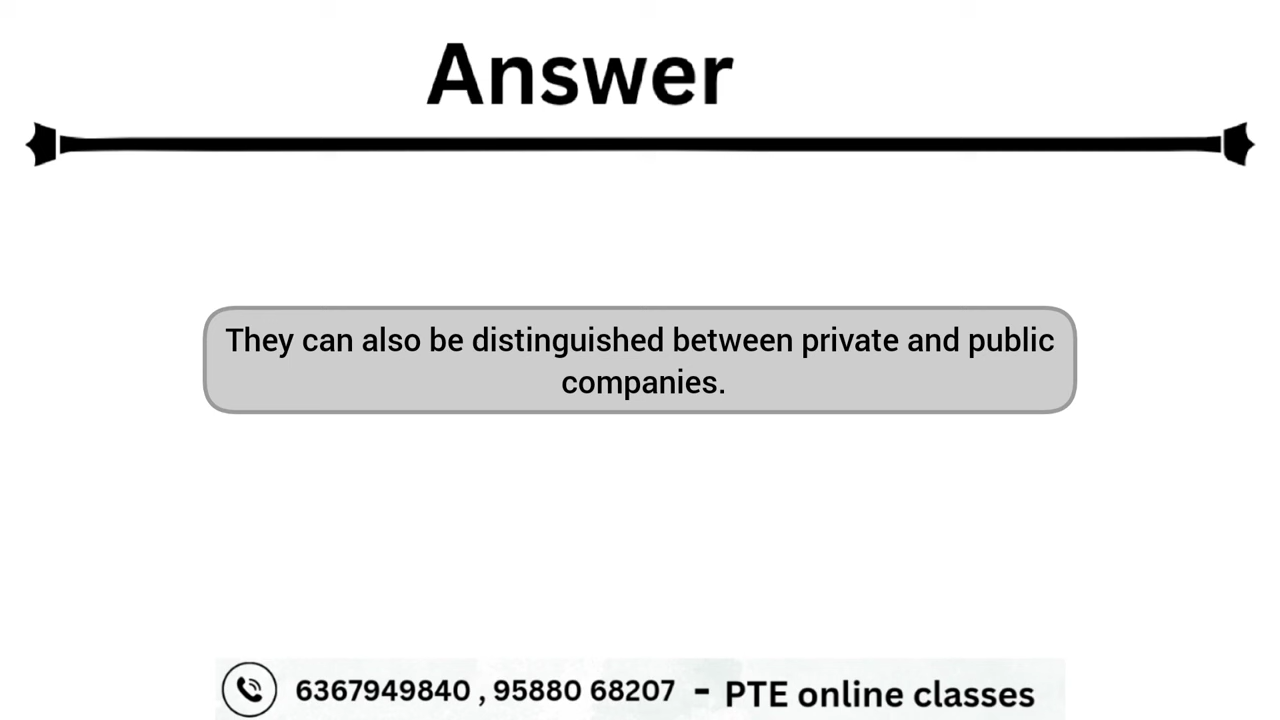 Answer
They can also be distinguished between private and public
companies.
6367949840 , 95880 68207 - PTE online classes